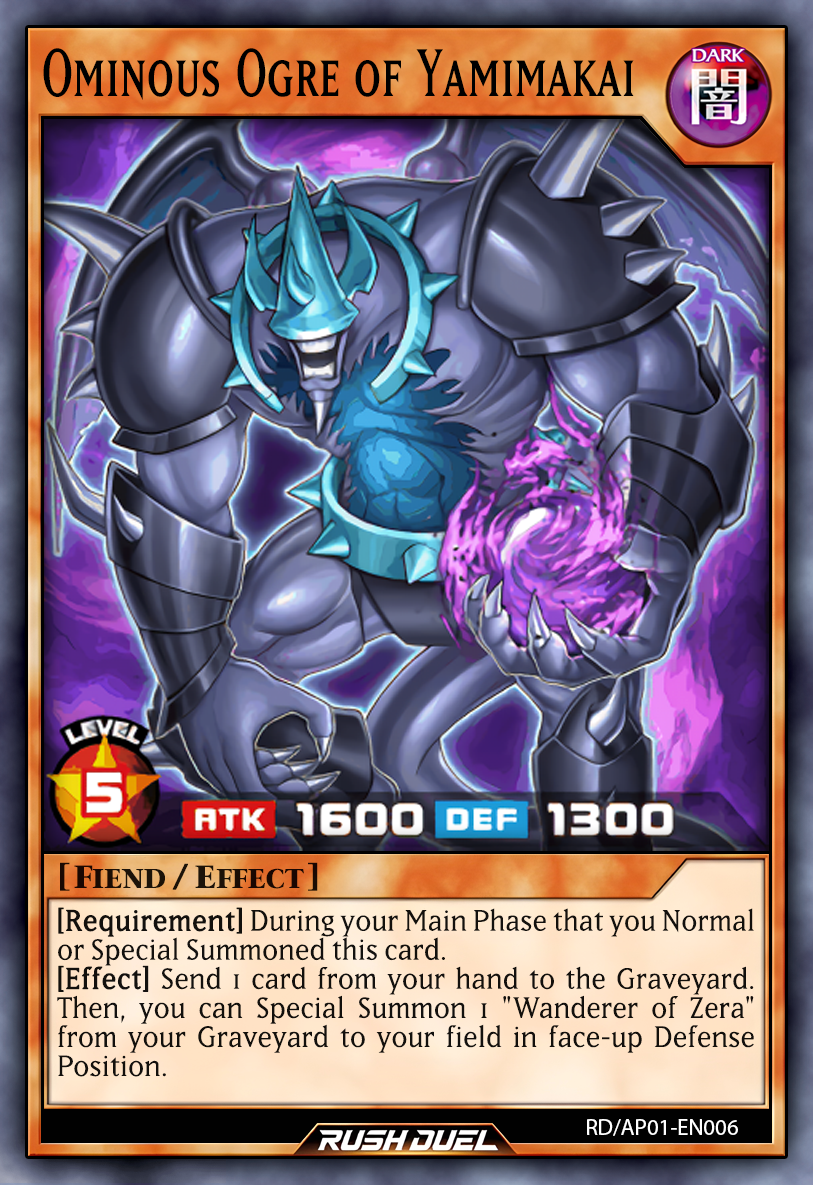 Ominous Ogre of Yamimakai
DARK
闇
LEVEL
5
ATK 1600 DEF 1300
[Fiend / Effect]
[Requirement] During your Main Phase that you Normal
or Special Summoned this card.
[Effect] Send 1 card from your hand to the Graveyard.
Then, you can Special Summon 1 "Wanderer of Zera"
from your Graveyard to your field in face-up Defense
Position.
RUSH DUEL
RD/AP01-EN006